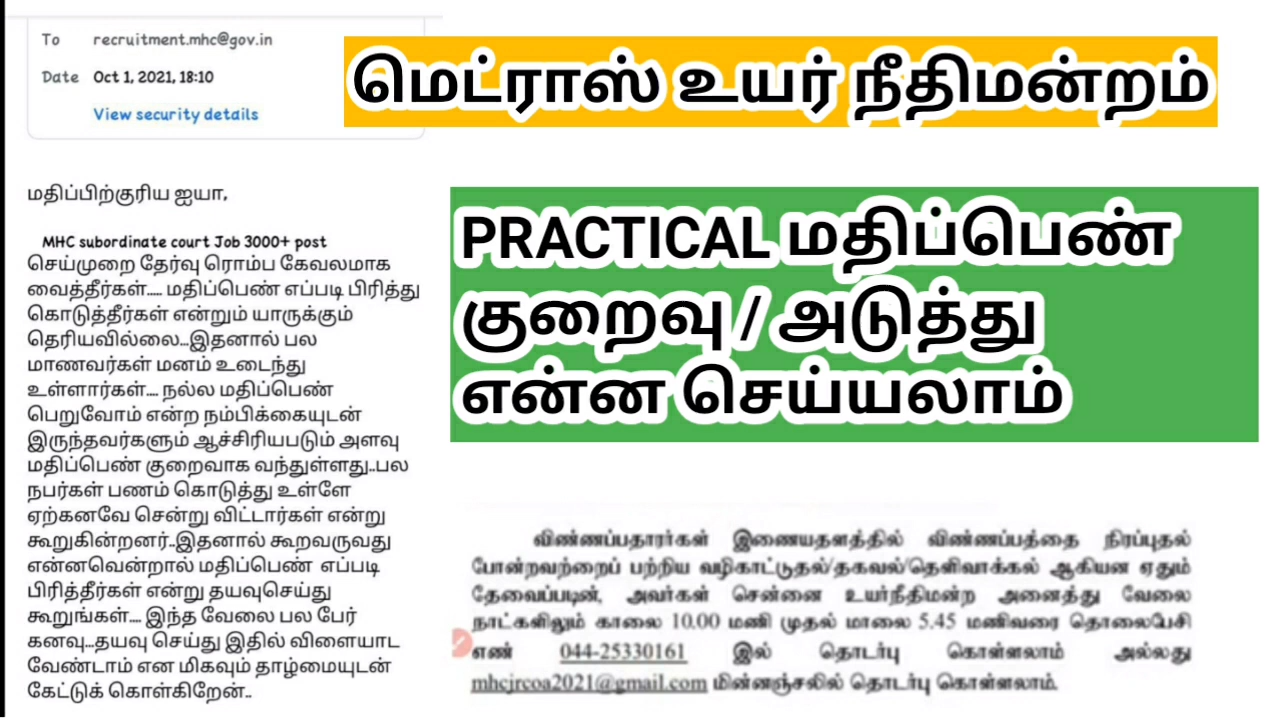 To recruitment.mhc@gov.in
Date Oct 1, 2021, 18:10
View security details
மதிப்பிற்குரிய ஐயா,
MHC subordinate court Job 3000+ post
செய்முறை தேர்வு ரொம்ப கேவலமாக
வைத்தீர்கள்..... மதிப்பெண் எப்படி பிரித்து
கொடுத்தீர்கள் என்றும் யாருக்கும்
தெரியவில்லை...இதனால் பல
மாணவர்கள் மனம் உடைந்து
உள்ளார்கள்.... நல்ல மதிப்பெண்
பெறுவோம் என்ற நம்பிக்கையுடன்
இருந்தவர்களும் ஆச்சிரியபடும் அளவு
மதிப்பெண் குறைவாக வந்துள்ளது..பல
நபர்கள் பணம் கொடுத்து உள்ளே
ஏற்கனவே சென்று விட்டார்கள் என்று
கூறுகின்றனர்..இதனால் கூறவருவது
என்னவென்றால் மதிப்பெண் எப்படி
பிரித்தீர்கள் என்று தயவுசெய்து
கூறுங்கள்.... இந்த வேலை பல பேர்
கனவு...தயவு செய்து இதில் விளையாட
வேண்டாம் என மிகவும் தாழ்மையுடன்
கேட்டுக் கொள்கிறேன்..
மெட்ராஸ் உயர் நீதிமன்றம்
PRACTICAL மதிப்பெண்
குறைவு / அடுத்து
என்ன செய்யலாம்
விண்ணப்பதாரர்கள் இணையதளத்தில் விண்ணப்பத்தை நிரப்புதல்
போன்றவற்றைப் பற்றிய வழிகாட்டுதல்/தகவல்/தெளிவாக்கல் ஆகியன ஏதும்
தேவைப்படின், அவர்கள் சென்னை உயர்நீதிமன்ற அனைத்து வேலை
நாட்களிலும் காலை 10.00 மணி முதல் மாலை 5.45 மணிவரை தொலைபேசி
எண் 044-25330161 இல் தொடர்பு கொள்ளலாம் அல்லது
mhcjrcoa2021@gmail.com மின்னஞ்சலில் தொடர்பு கொள்ளலாம்.